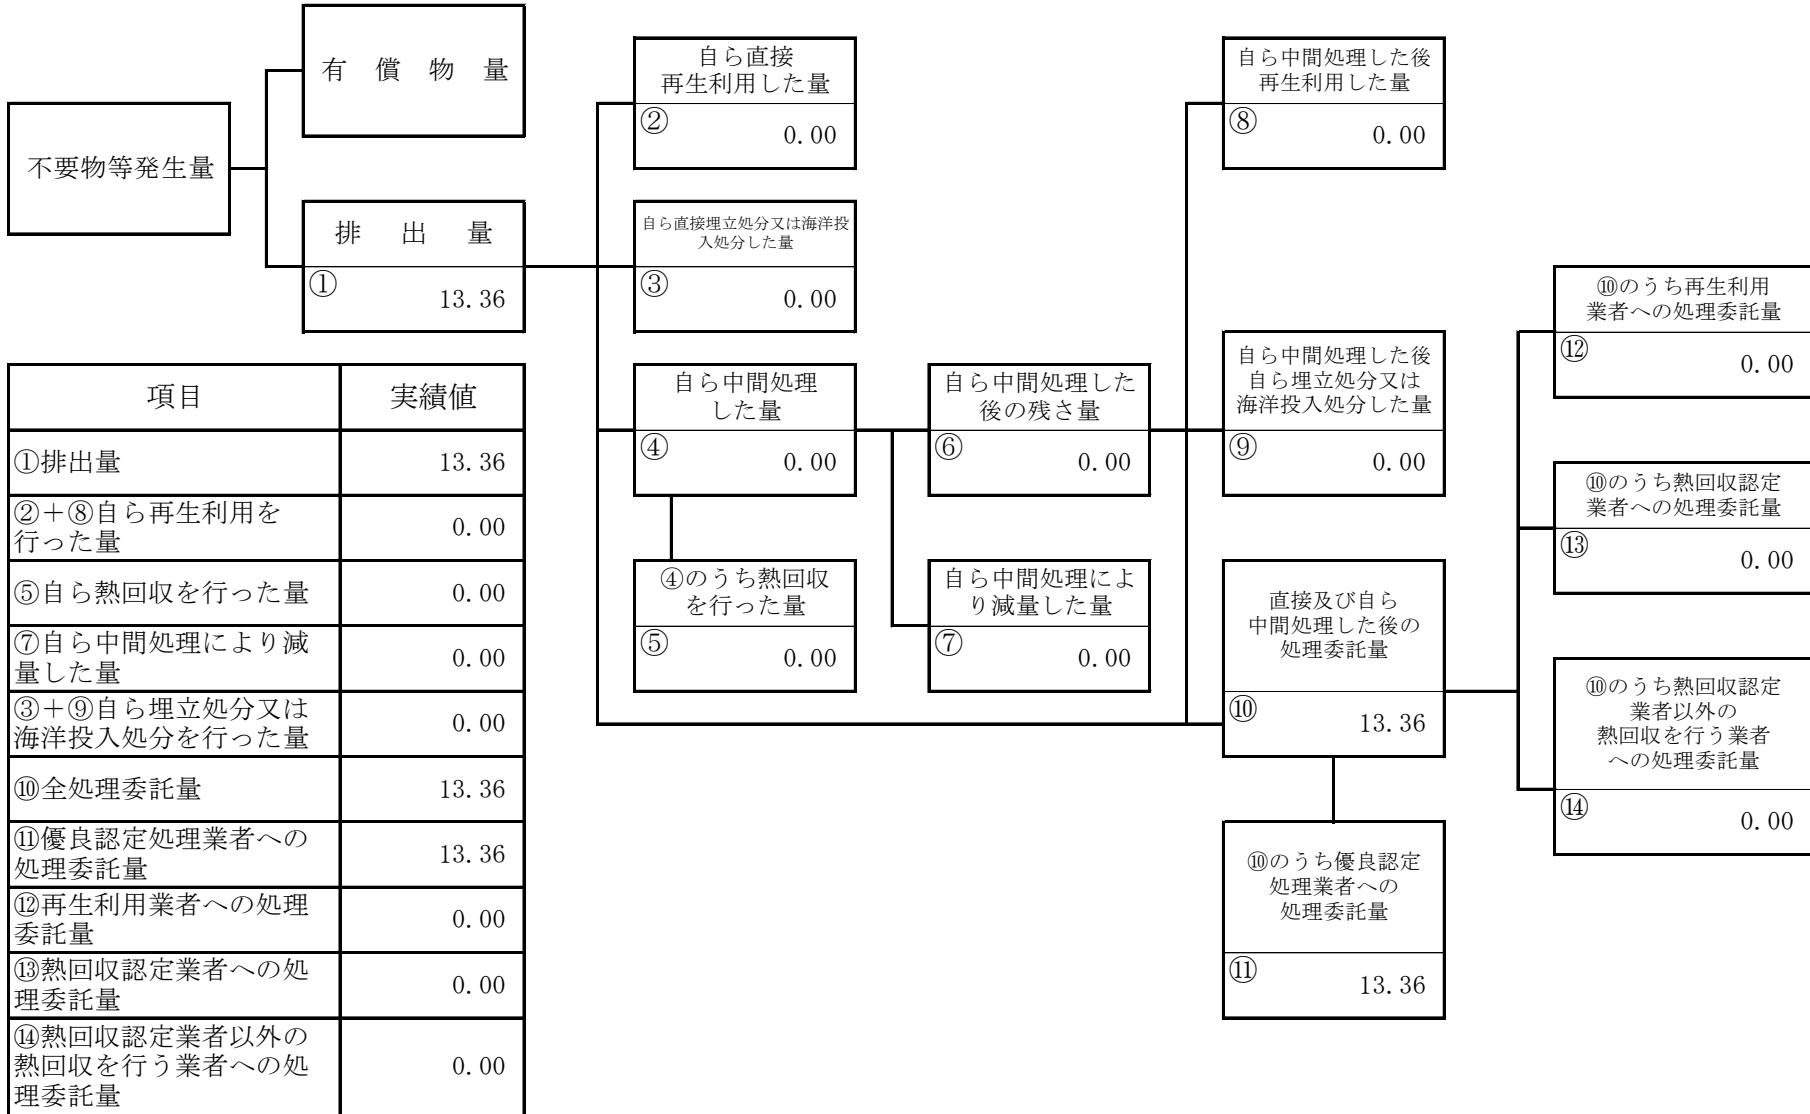 不要物等発生量
有 償 物 量
排 出 量
①
13.36
自ら直接
再生利用した量
②
0.00
自ら直接埋立処分又は海洋投
入処分した量
③
0.00
自ら中間処理
した量
④
0.00
④のうち熱回収
を行った量
⑤
0.00
自ら中間処理した
後の残さ量
⑥
0.00
自ら中間処理によ
り減量した量
⑦
0.00
自ら中間処理した後
再生利用した量
⑧
0.00
自ら中間処理した後
自ら埋立処分又は
海洋投入処分した量
⑨
0.00
直接及び自ら
中間処理した後の
処理委託量
⑩
13.36
⑩のうち優良認定
処理業者への
処理委託量
⑪
13.36
⑩のうち再生利用
業者への処理委託量
⑫
0.00
⑩のうち熱回収認定
業者への処理委託量
⑬
0.00
⑩のうち熱回収認定
業者以外の
熱回収を行う業者
への処理委託量
⑭
0.00
項目 実績値
①排出量 13.36
②+⑧自ら再生利用を
行った量 0.00
⑤自ら熱回収を行った量 0.00
⑦自ら中間処理により減
量した量 0.00
③+⑨自ら埋立処分又は
海洋投入処分を行った量 0.00
⑩全処理委託量 13.36
⑪優良認定処理業者への
処理委託量 13.36
⑫再生利用業者への処理
委託量 0.00
⑬熱回収認定業者への処
理委託量 0.00
⑭熱回収認定業者以外の
熱回収を行う業者への処
理委託量 0.00